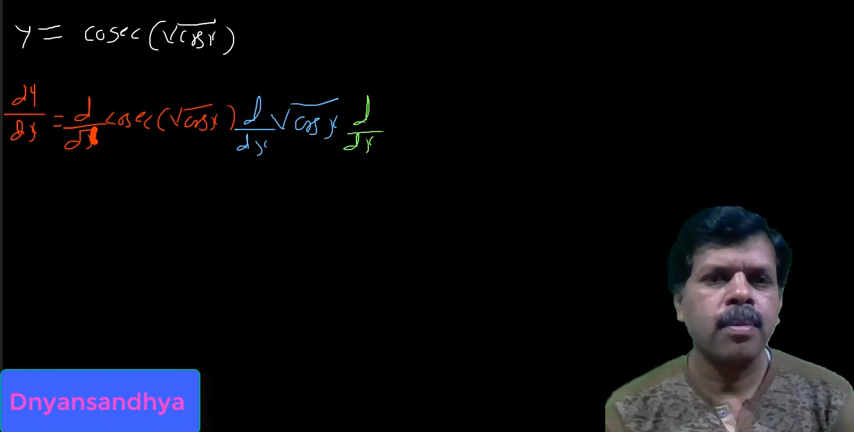 y = cosec(√cosx)
dy/dx = d/dx cosec(√cosx) d/dx √cosx d/dx
Dnyansandhya